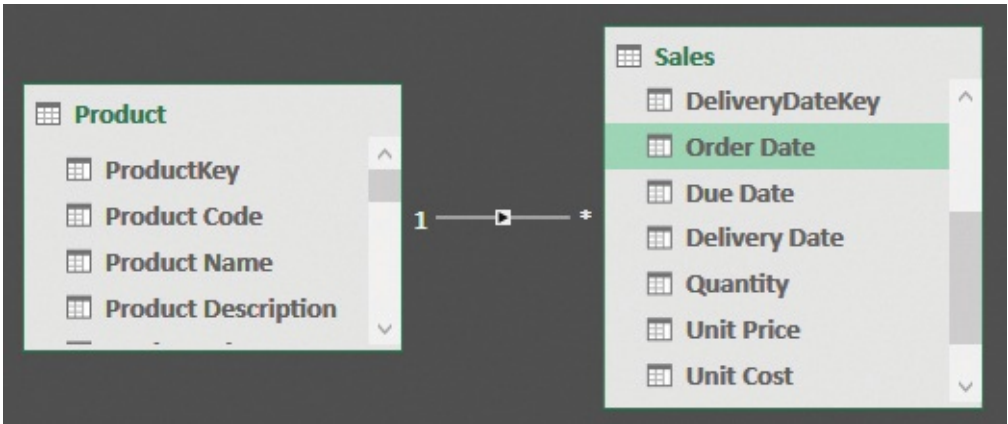 Product
ProductKey
Product Code
Product Name
Product Description
1
*
Sales
DeliveryDateKey
Order Date
Due Date
Delivery Date
Quantity
Unit Price
Unit Cost